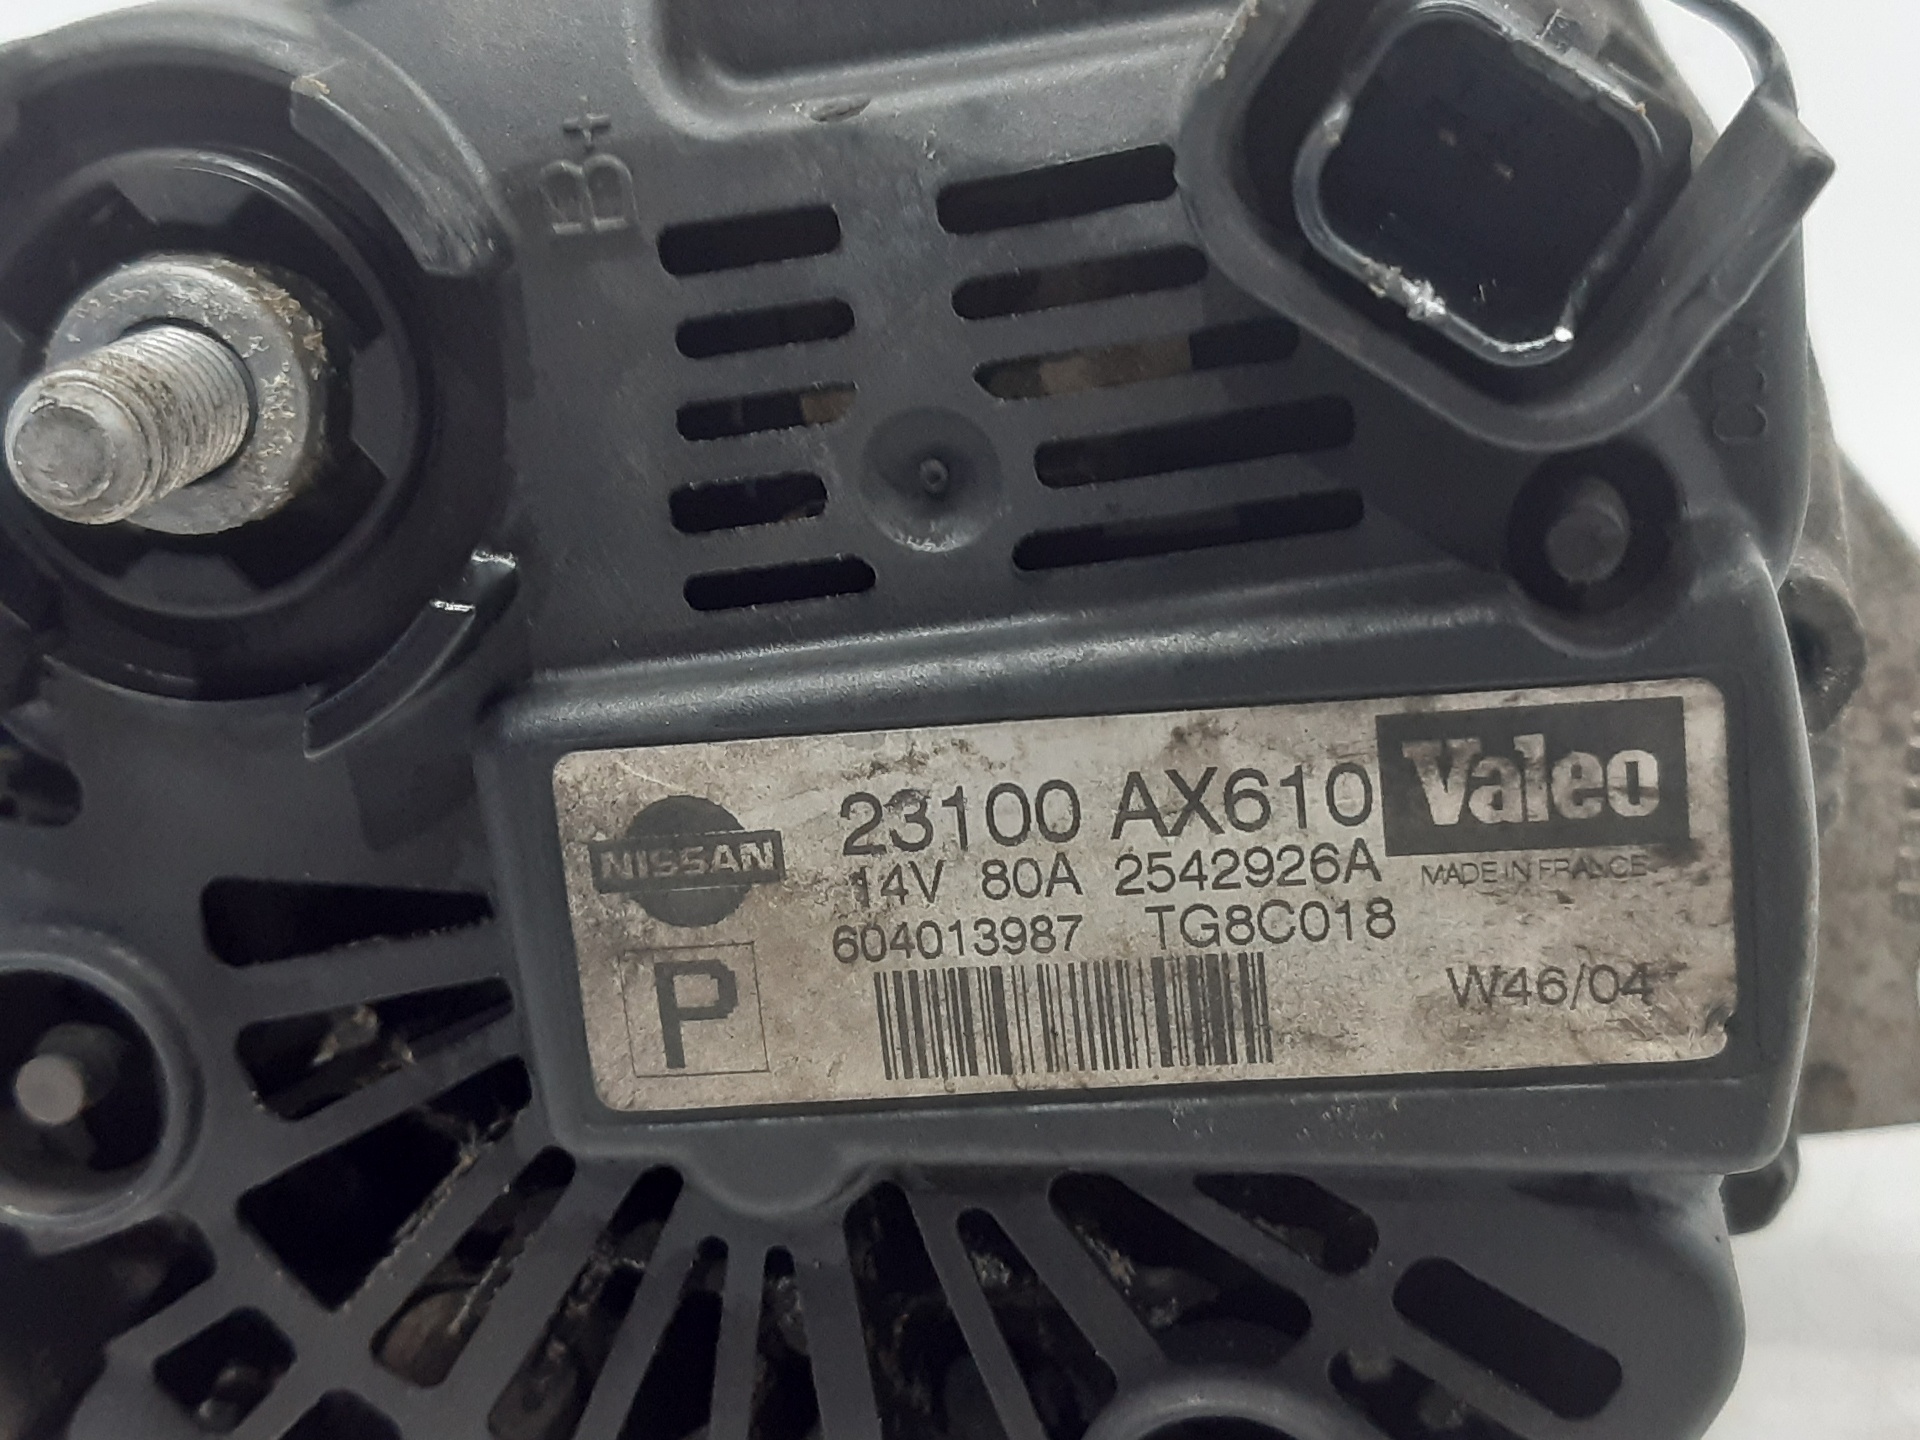 B+
NISSAN
23100 AX610
Valeo
14V 80A 2542926A
MADE IN FRANCE
604013987 TG8C018
P
W46/04